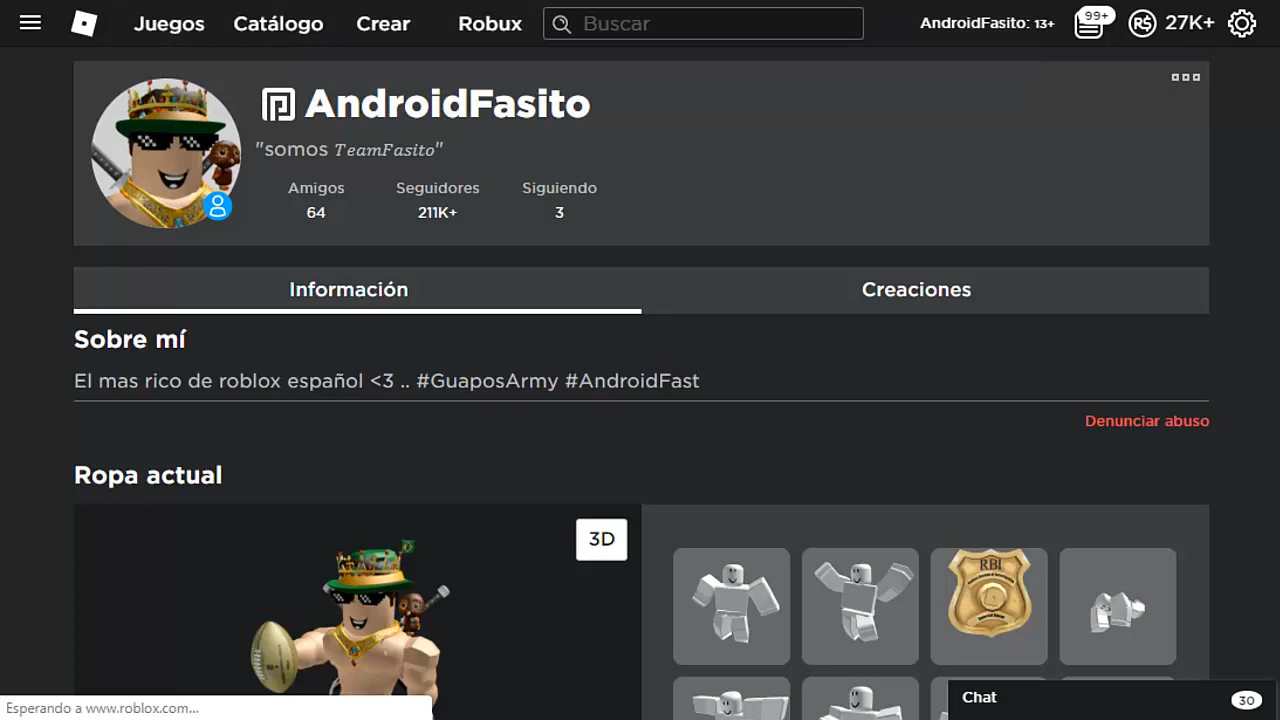 Juegos Catálogo Crear Robux Buscar AndroidFasito: 13+ 99+ R$ 27K+
AndroidFasito
"somos TeamFasito"
Amigos Seguidores Siguiendo
64 211K+ 3
Información Creaciones
Sobre mí
El mas rico de roblox español <3 .. #GuaposArmy #AndroidFast
Denunciar abuso
Ropa actual
3D
RBI
Chat 30
Esperando a www.roblox.com...